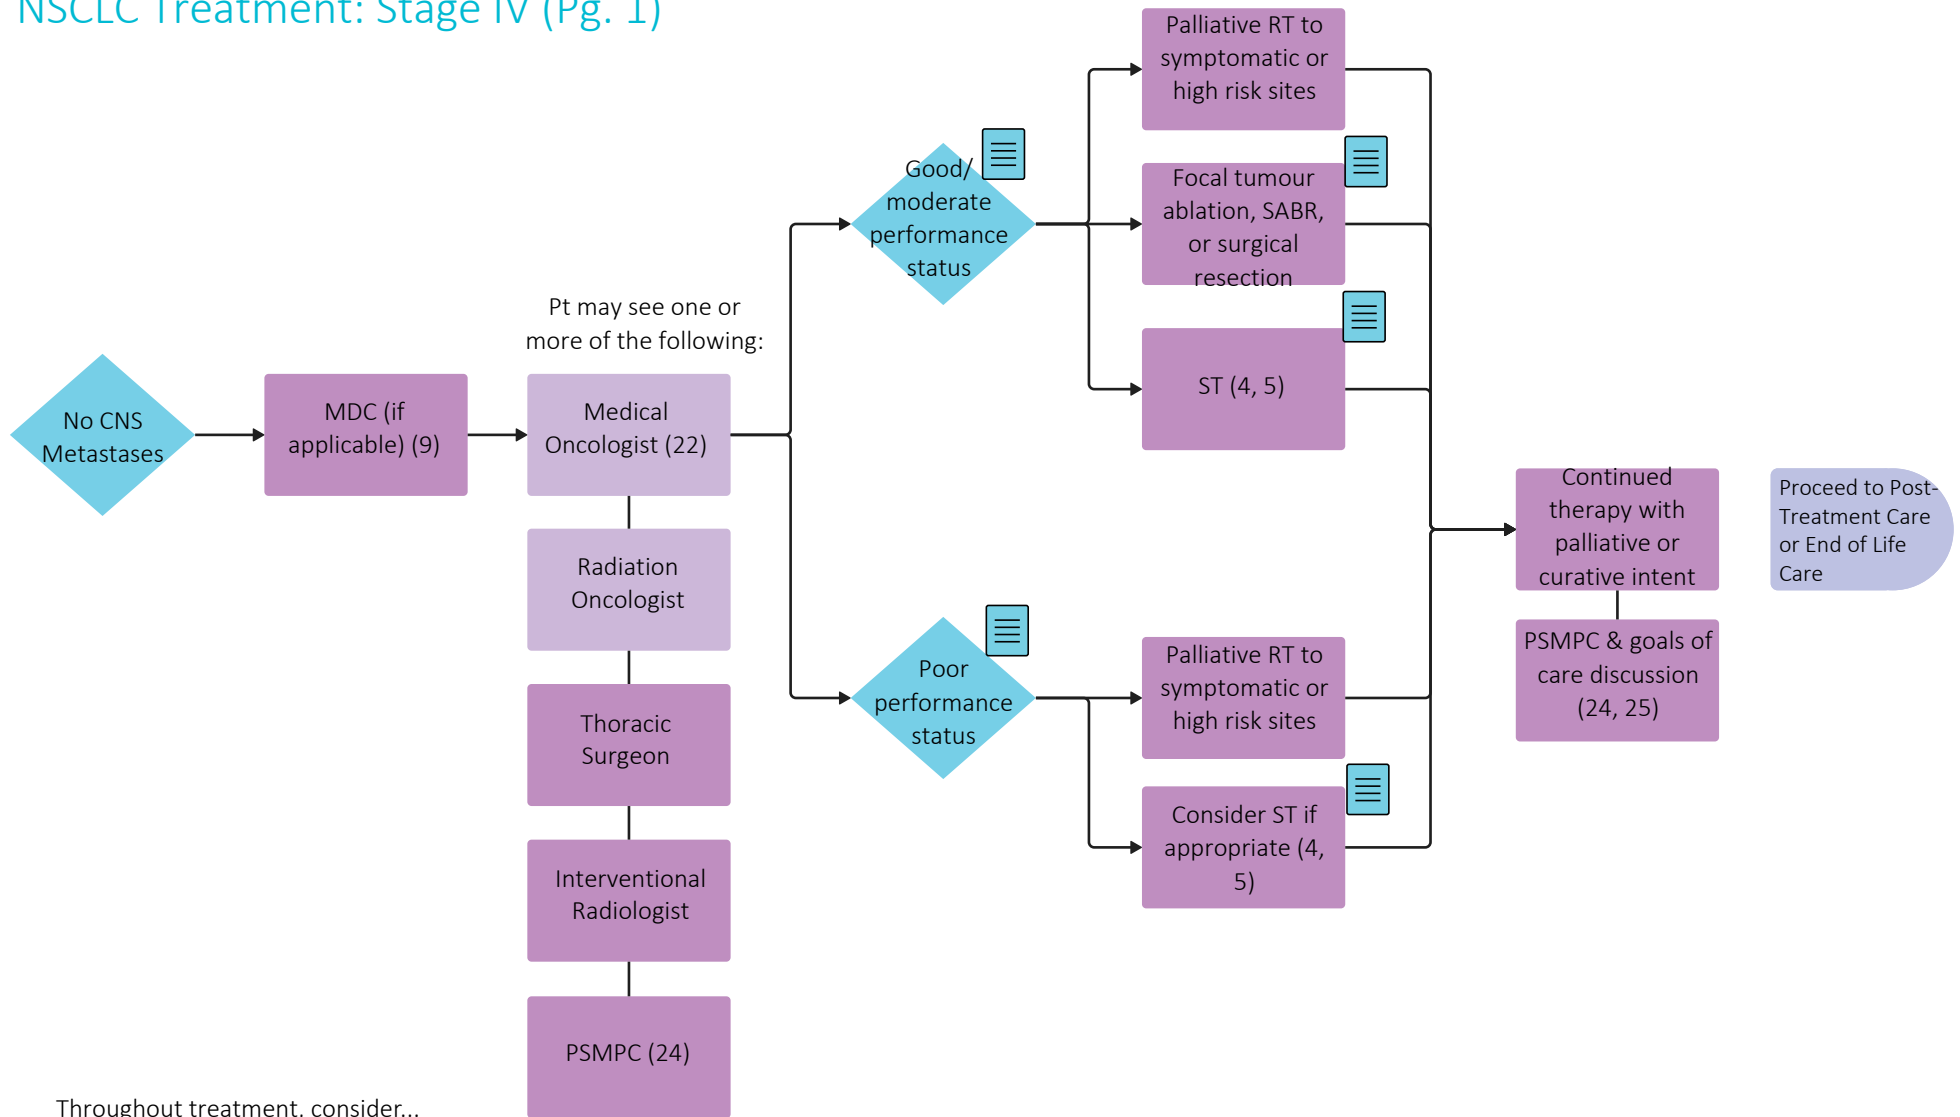 NSCLC Treatment: Stage IV (Pg. 1)
No CNS
Metastases
MDC (if
applicable) (9)
Pt may see one or
more of the following:
Medical
Oncologist (22)
Radiation
Oncologist
Thoracic
Surgeon
Interventional
Radiologist
PSMPC (24)
Good/
moderate
performance
status
Poor
performance
status
Palliative RT to
symptomatic or
high risk sites
Focal tumour
ablation, SABR,
or surgical
resection
ST (4, 5)
Palliative RT to
symptomatic or
high risk sites
Consider ST if
appropriate (4,
5)
Continued
therapy with
palliative or
curative intent
PSMPC & goals of
care discussion
(24, 25)
Proceed to Post-
Treatment Care
or End of Life
Care
Throughout treatment, consider...